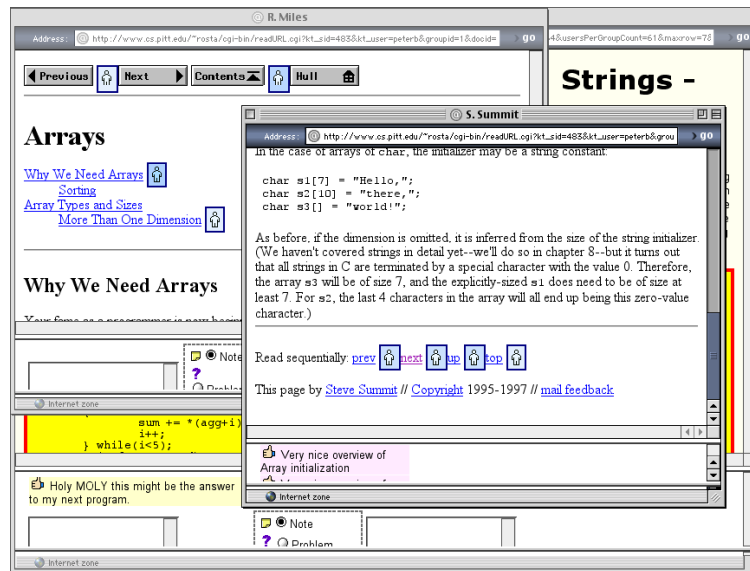 R. Miles
Address: http://www.cs.pitt.edu/~rosta/cgi-bin/readURL.cgi?kt_sid=483&kt_user=peterb&groupid=1&docid= go
4&usersPerGroupCount=61&maxrow=7& go
Previous Next Contents Hull
Strings -
Arrays
Why We Need Arrays
Sorting
Array Types and Sizes
More Than One Dimension
Why We Need Arrays
Your fame as a programmer is now
Note
Problem
Internet zone
S. Summit
Address: http://www.cs.pitt.edu/~rosta/cgi-bin/readURL.cgi?kt_sid=483&kt_user=peterb&grou go
In the case of arrays of char, the initializer may be a string constant:
char s1[7] = "Hello,";
char s2[10] = "there,";
char s3[] = "world!";
As before, if the dimension is omitted, it is inferred from the size of the string initializer.
(We haven't covered strings in detail yet--we'll do so in chapter 8--but it turns out
that all strings in C are terminated by a special character with the value 0. Therefore,
the array s3 will be of size 7, and the explicitly-sized s1 does need to be of size at
least 7. For s2, the last 4 characters in the array will all end up being this zero-value
character.)
Read sequentially: prev next up top
This page by Steve Summit // Copyright 1995-1997 // mail feedback
Very nice overview of
Array initialization
Internet zone
sum += *(agg+i)
i++;
} while(i<5);
Holy MOLY this might be the answer
to my next program.
Note
? Problem
Internet zone